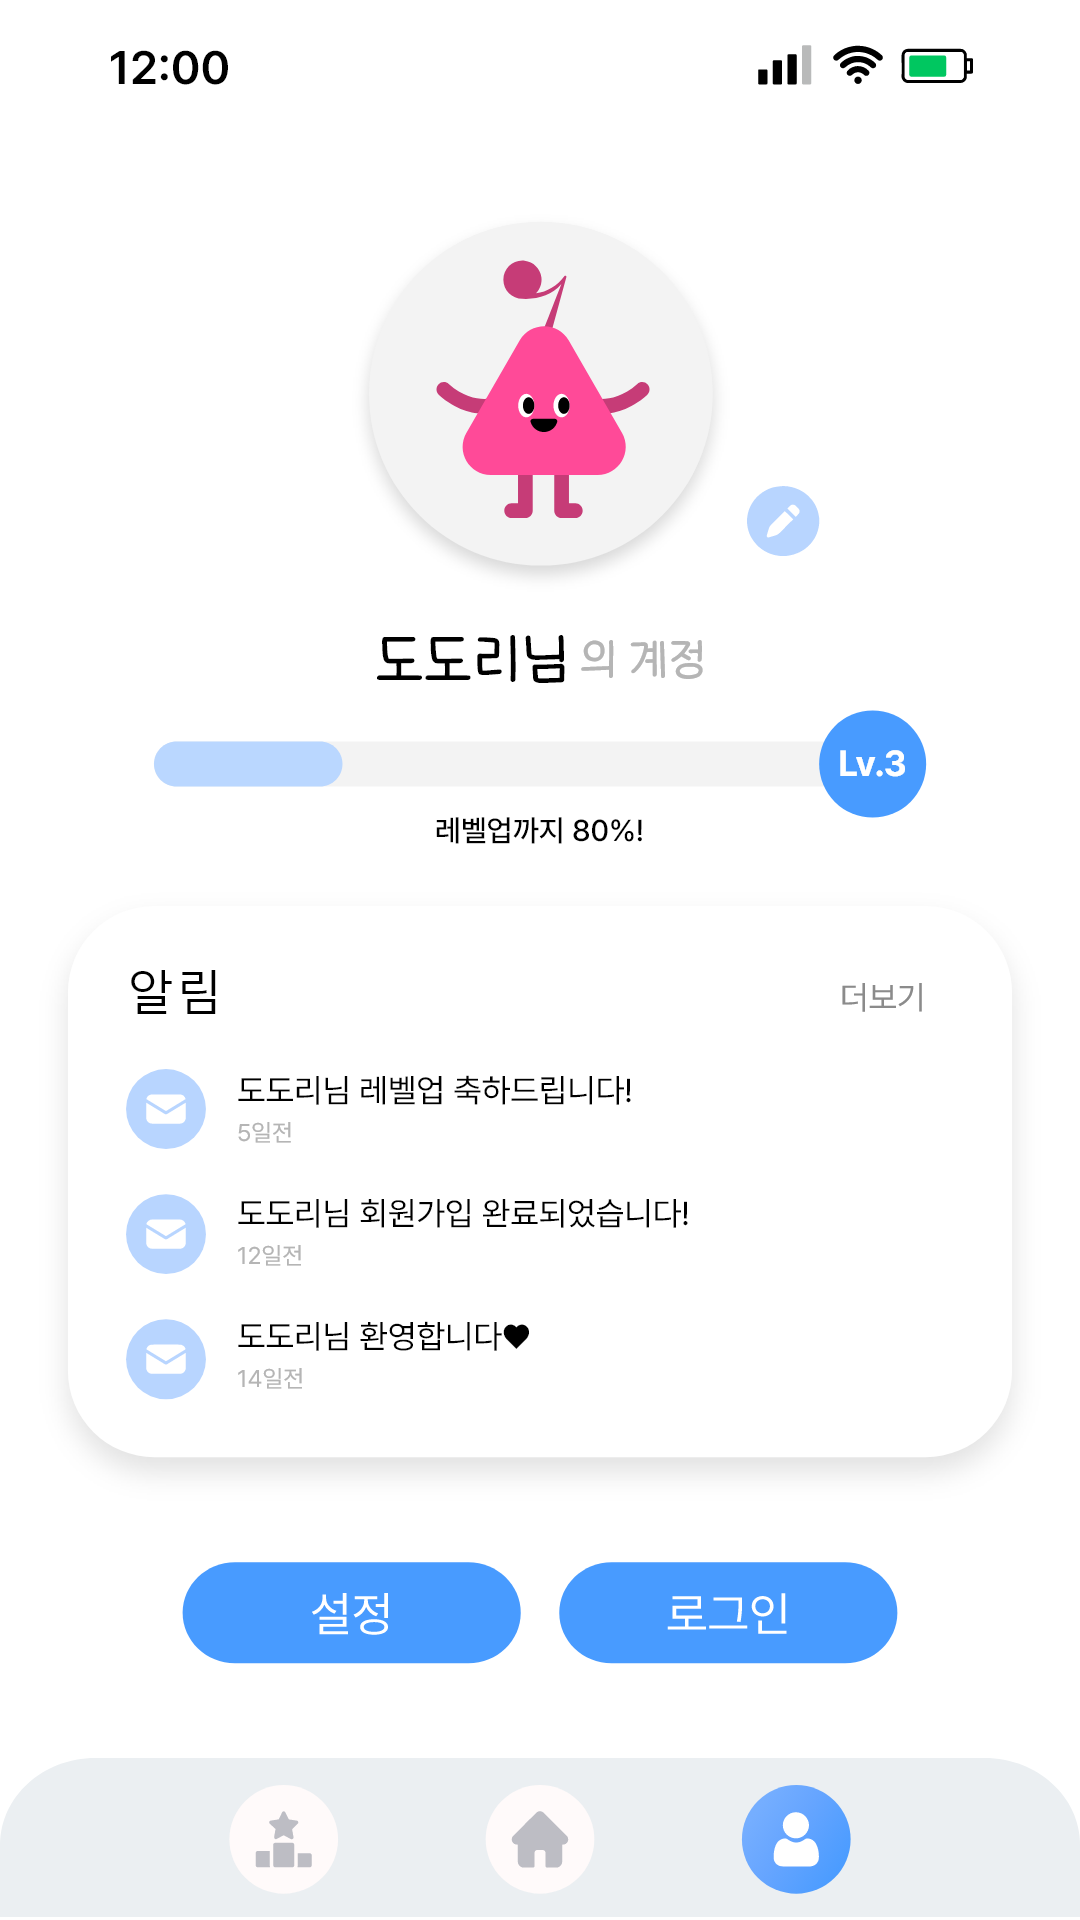 12:00
도도리님 의 계정
Lv.3
레벨업까지 80%!
알림
더보기
도도리님 레벨업 축하드립니다!
5일전
도도리님 회원가입 완료되었습니다!
12일전
도도리님 환영합니다♥
14일전
설정
로그인